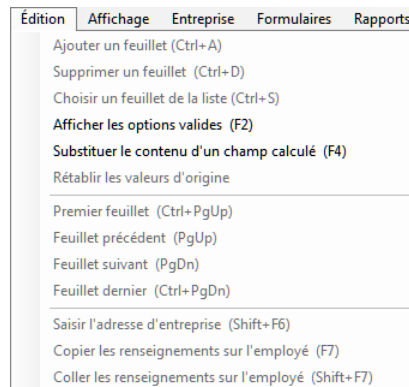 Édition Affichage Entreprise Formulaires Rapports
Ajouter un feuillet (Ctrl+A)
Supprimer un feuillet (Ctrl+D)
Choisir un feuillet de la liste (Ctrl+S)
Afficher les options valides (F2)
Substituer le contenu d'un champ calculé (F4)
Rétablir les valeurs d'origine
Premier feuillet (Ctrl+PgUp)
Feuillet précédent (PgUp)
Feuillet suivant (PgDn)
Feuillet dernier (Ctrl+PgDn)
Saisir l'adresse d'entreprise (Shift+F6)
Copier les renseignements sur l'employé (F7)
Coller les renseignements sur l'employé (Shift+F7)